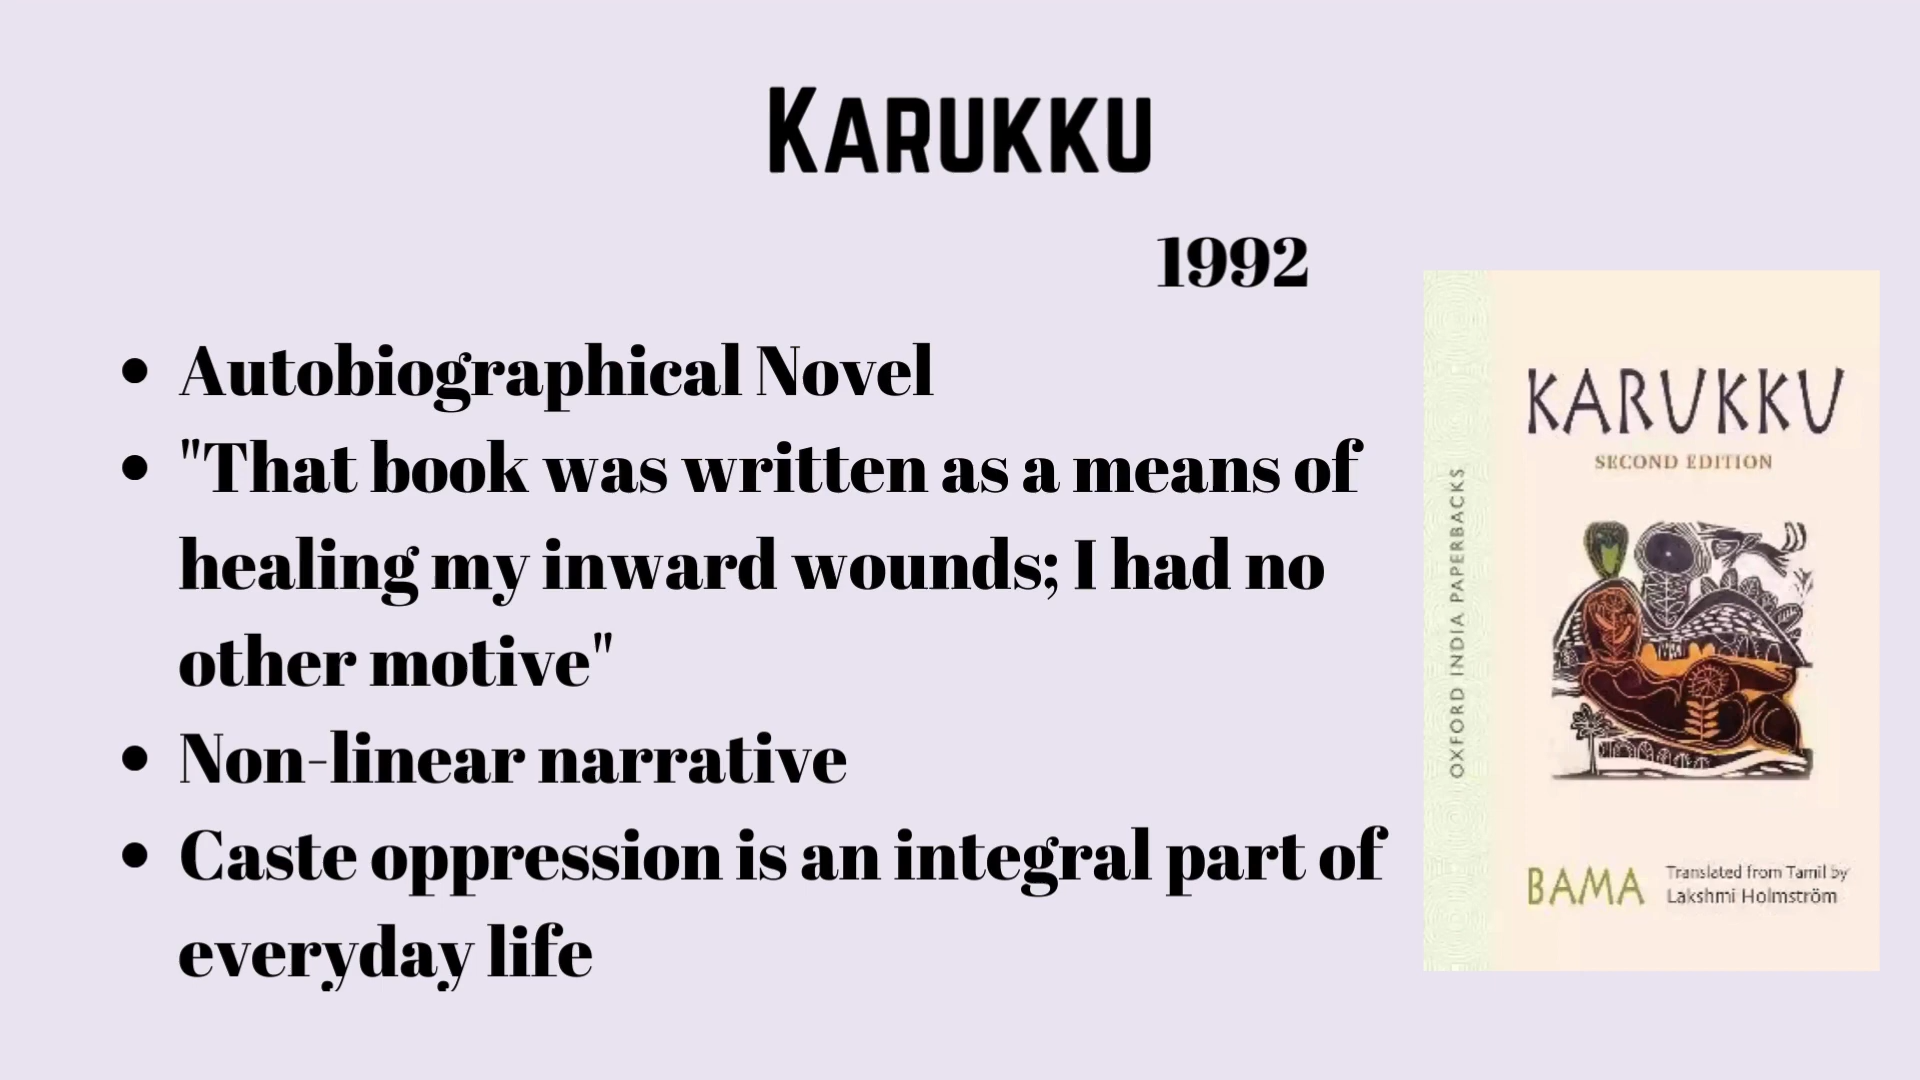 KARUKKU
1992
• Autobiographical Novel
• "That book was written as a means of
healing my inward wounds; I had no
other motive"
• Non-linear narrative
• Caste oppression is an integral part of
everyday life
OXFORD INDIA PAPERBACKS
KARUKKU
SECOND EDITION
BAMA
Translated from Tamil by
Lakshmi Holmström